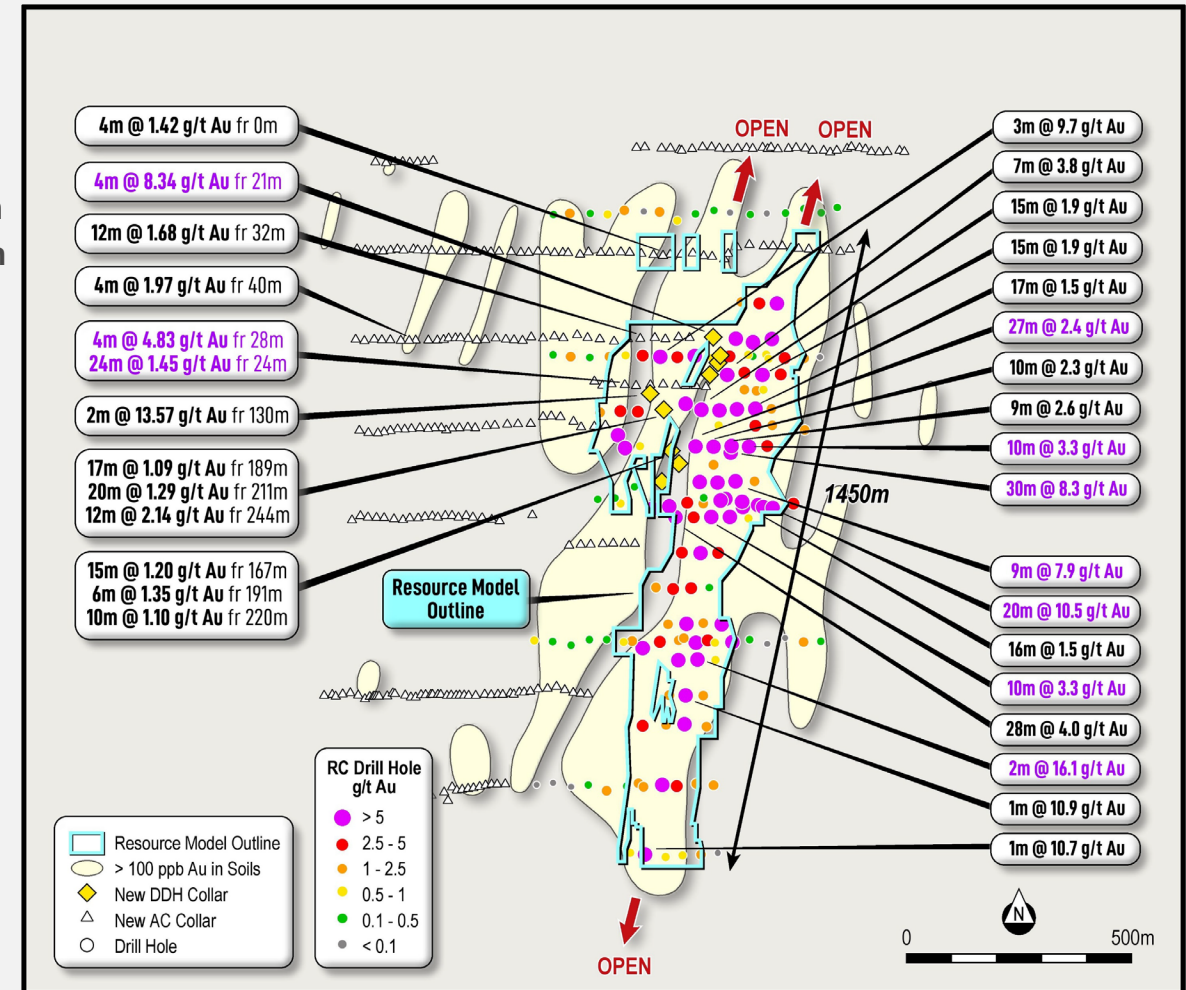 4m @ 1.42 g/t Au fr 0m
4m @ 8.34 g/t Au fr 21m
12m @ 1.68 g/t Au fr 32m
4m @ 1.97 g/t Au fr 40m
4m @ 4.83 g/t Au fr 28m
24m @ 1.45 g/t Au fr 24m
2m @ 13.57 g/t Au fr 130m
17m @ 1.09 g/t Au fr 189m
20m @ 1.29 g/t Au fr 211m
12m @ 2.14 g/t Au fr 244m
15m @ 1.20 g/t Au fr 167m
6m @ 1.35 g/t Au fr 191m
10m @ 1.10 g/t Au fr 220m
OPEN OPEN
3m @ 9.7 g/t Au
7m @ 3.8 g/t Au
15m @ 1.9 g/t Au
15m @ 1.9 g/t Au
17m @ 1.5 g/t Au
27m @ 2.4 g/t Au
10m @ 2.3 g/t Au
9m @ 2.6 g/t Au
10m @ 3.3 g/t Au
30m @ 8.3 g/t Au
1450m
9m @ 7.9 g/t Au
20m @ 10.5 g/t Au
16m @ 1.5 g/t Au
10m @ 3.3 g/t Au
28m @ 4.0 g/t Au
2m @ 16.1 g/t Au
1m @ 10.9 g/t Au
1m @ 10.7 g/t Au
Resource Model
Outline
Resource Model Outline
> 100 ppb Au in Soils
New DDH Collar
New AC Collar
Drill Hole
RC Drill Hole
g/t Au
> 5
2.5 - 5
1 - 2.5
0.5 - 1
0.1 - 0.5
< 0.1
OPEN
N
0 500m